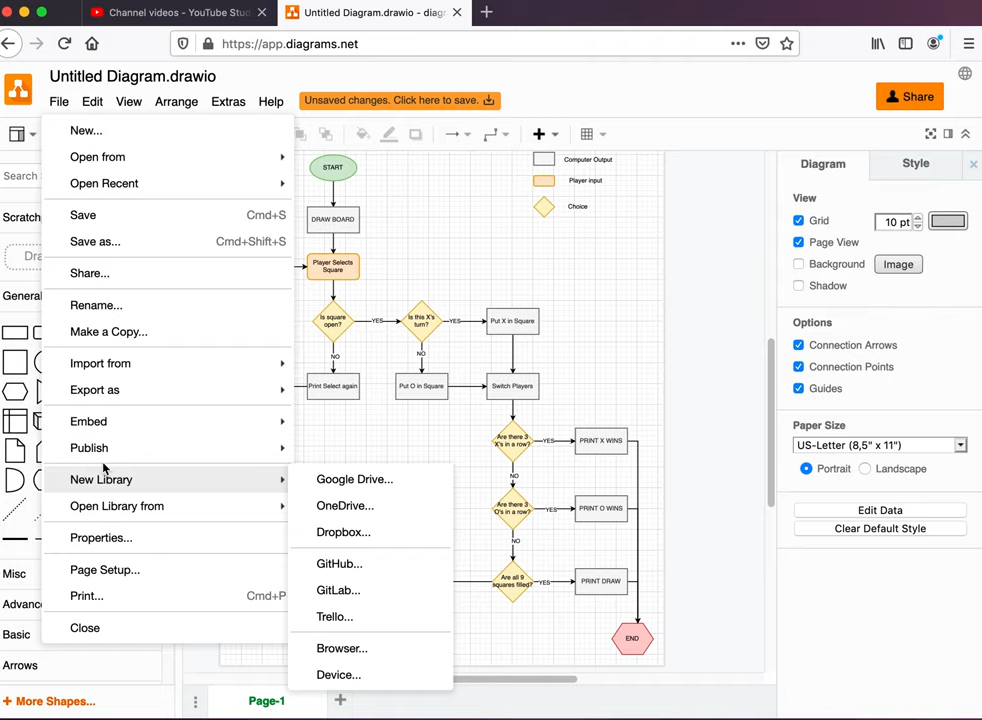 Channel videos - YouTube Stud
Untitled Diagram.drawio - diagr
https://app.diagrams.net
Untitled Diagram.drawio
File Edit View Arrange Extras Help
Unsaved changes. Click here to save.
Share
New...
Open from
Open Recent
Save Cmd+S
Save as... Cmd+Shift+S
Share...
Rename...
Make a Copy...
Import from
Export as
Embed
Publish
New Library
Open Library from
Properties...
Page Setup...
Print... Cmd+P
Close
Google Drive...
OneDrive...
Dropbox...
GitHub...
GitLab...
Trello...
Browser...
Device...
Search
Scratch
Dra
General
Misc
Advanc
Basic
Arrows
+ More Shapes...
START
DRAW BOARD
Player Selects
Square
Is square
open?
YES
Is this X's
turn?
YES
Put X in Square
NO
NO
Print Select again
Put O in Square
Switch Players
Are there 3
X's in a row?
YES
PRINT X WINS
NO
Are there 3
O's in a row?
YES
PRINT O WINS
NO
Are all 9
squares filled?
YES
PRINT DRAW
END
Computer Output
Player input
Choice
Page-1
Diagram Style
View
Grid 10 pt
Page View
Background Image
Shadow
Options
Connection Arrows
Connection Points
Guides
Paper Size
US-Letter (8,5" x 11")
Portrait Landscape
Edit Data
Clear Default Style